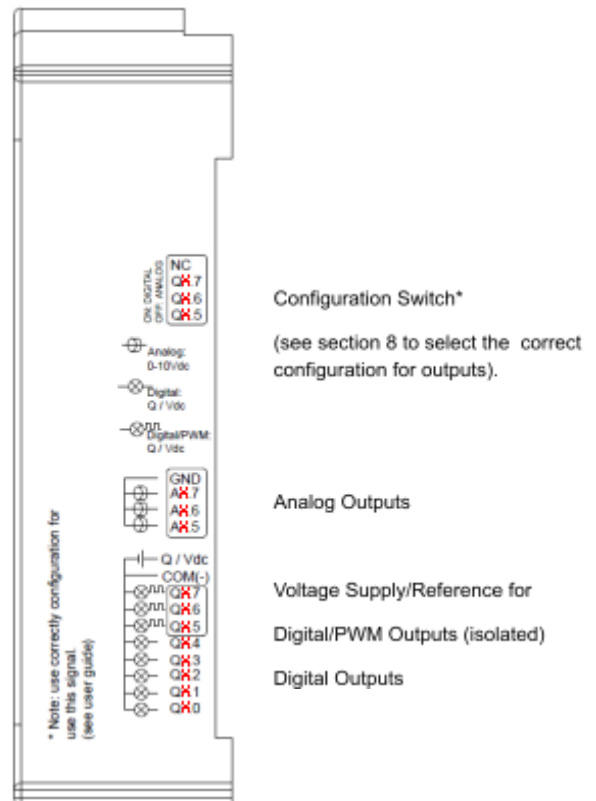 ON: DIGITAL
OFF: ANALOG
NC
QX.7
QX.6
QX.5
Configuration Switch*
(see section 8 to select the correct
configuration for outputs).
Analog:
0-10Vdc
Digital:
Q / Vdc
Digital/PWM:
Q / Vdc
GND
AX.7
AX.6
AX.5
Analog Outputs
Q / Vdc
COM(-)
QX.7
QX.6
QX.5
QX.4
QX.3
QX.2
QX.1
QX.0
Voltage Supply/Reference for
Digital/PWM Outputs (isolated)
Digital Outputs
* Note: use correctly configuration for
use this signal.
(see user guide)